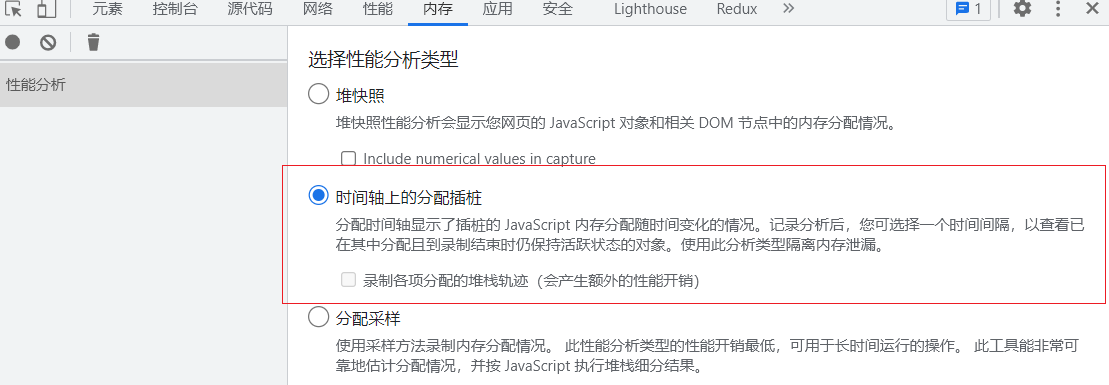 元素 控制台 源代码 网络 性能 内存 应用 安全 Lighthouse Redux » 1
性能分析
选择性能分析类型
堆快照
堆快照性能分析会显示您网页的 JavaScript 对象和相关 DOM 节点中的内存分配情况。
Include numerical values in capture
时间轴上的分配插桩
分配时间轴显示了插桩的 JavaScript 内存分配随时间变化的情况。记录分析后，您可选择一个时间间隔，以查看已
在其中分配且到录制结束时仍保持活跃状态的对象。使用此分析类型隔离内存泄漏。
录制各项分配的堆栈轨迹（会产生额外的性能开销）
分配采样
使用采样方法录制内存分配情况。 此性能分析类型的性能开销最低，可用于长时间运行的操作。 此工具能非常可
靠地估计分配情况，并按 JavaScript 执行堆栈细分结果。